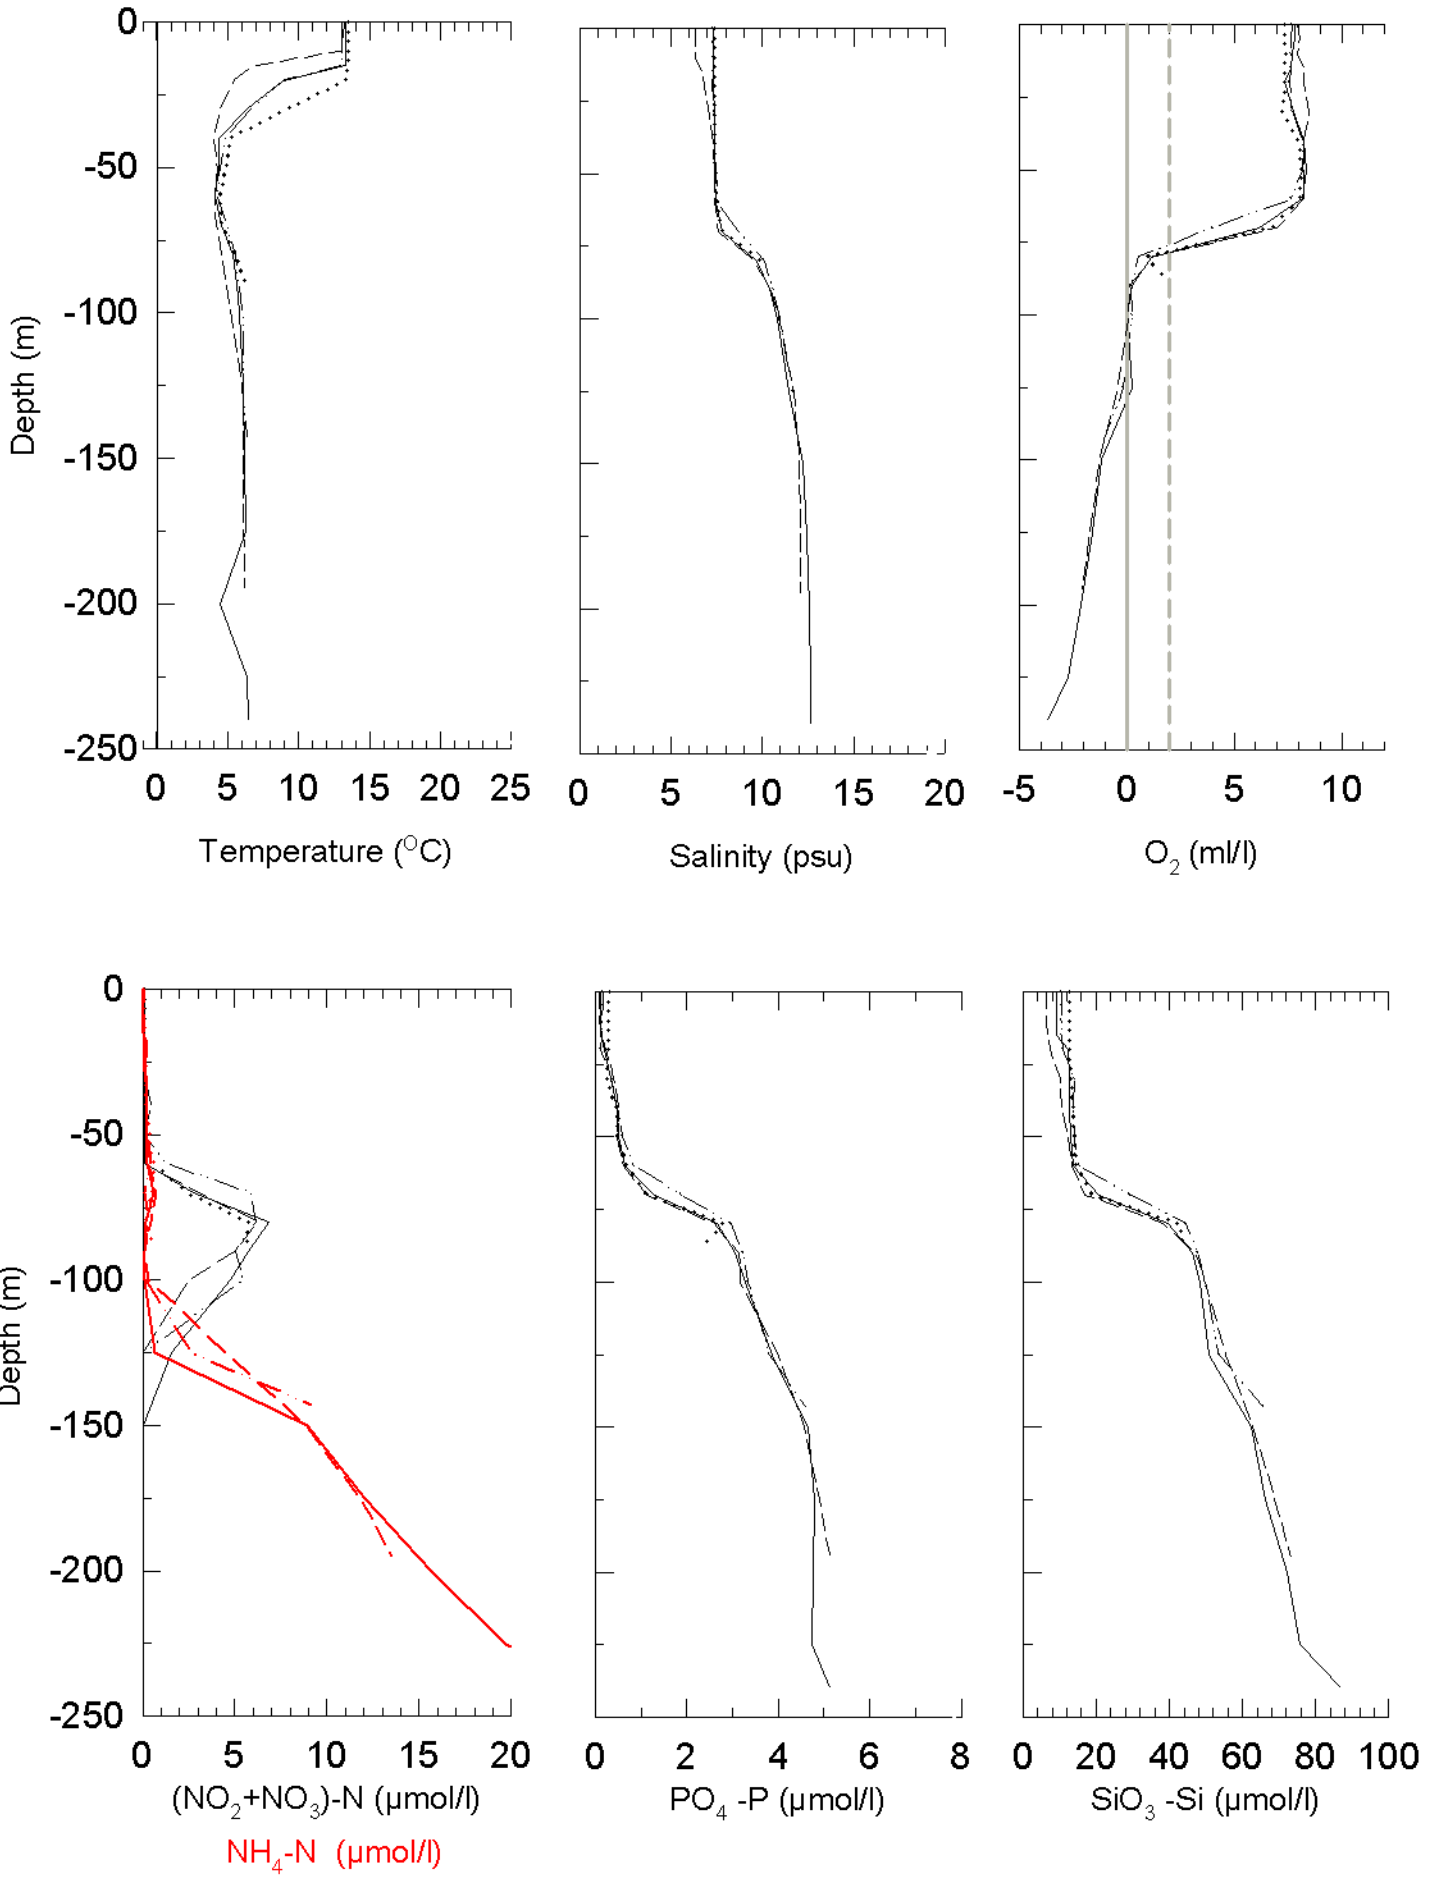 0
-50
-100
-150
-200
-250
Depth (m)
0 5 10 15 20 25
Temperature (°C)
0 5 10 15 20
Salinity (psu)
-5 0 5 10
O₂ (ml/l)
0
-50
-100
-150
-200
-250
Depth (m)
0 5 10 15 20
(NO₂+NO₃)-N (µmol/l)
NH₄-N (µmol/l)
0 2 4 6 8
PO₄ -P (µmol/l)
0 20 40 60 80 100
SiO₃ -Si (µmol/l)